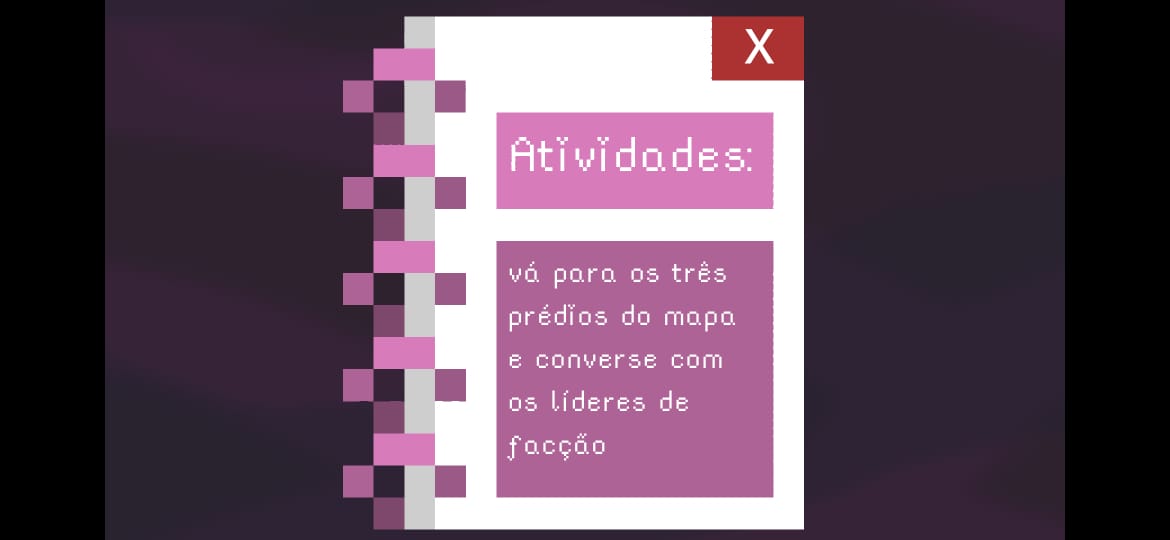 X
Atividades:
vá para os três
prédios do mapa
e converse com
os líderes de
facção